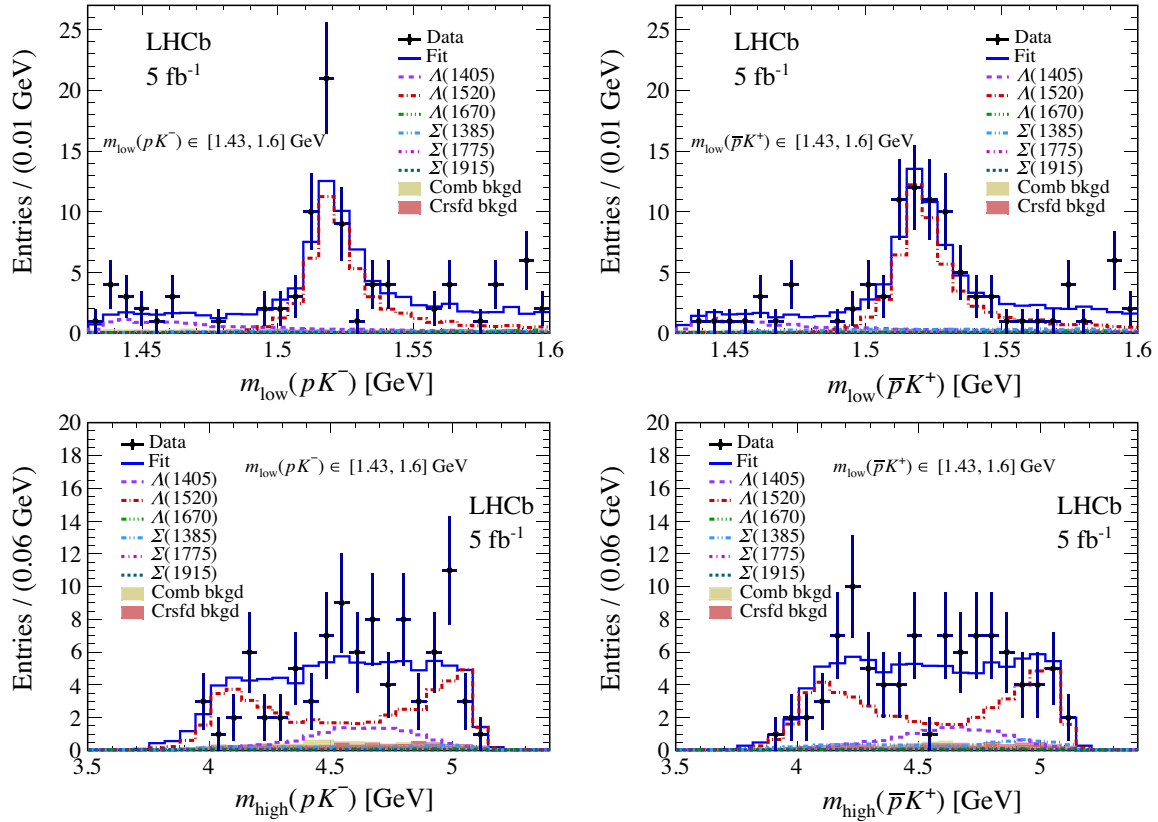 25
20
15
10
5
0
Entries / (0.01 GeV)
LHCb
5 fb⁻¹
m_low(pK⁻) ∈ [1.43, 1.6] GeV
Data
Fit
Λ(1405)
Λ(1520)
Λ(1670)
Σ(1385)
Σ(1775)
Σ(1915)
Comb bkgd
Crsfd bkgd
1.45 1.5 1.55 1.6
m_low(pK⁻) [GeV]
25
20
15
10
5
0
Entries / (0.01 GeV)
LHCb
5 fb⁻¹
m_low(p̅K⁺) ∈ [1.43, 1.6] GeV
Data
Fit
Λ(1405)
Λ(1520)
Λ(1670)
Σ(1385)
Σ(1775)
Σ(1915)
Comb bkgd
Crsfd bkgd
1.45 1.5 1.55 1.6
m_low(p̅K⁺) [GeV]
20
18
16
14
12
10
8
6
4
2
0
Entries / (0.06 GeV)
Data
Fit
Λ(1405)
Λ(1520)
Λ(1670)
Σ(1385)
Σ(1775)
Σ(1915)
Comb bkgd
Crsfd bkgd
m_low(pK⁻) ∈ [1.43, 1.6] GeV
LHCb
5 fb⁻¹
3.5 4 4.5 5
m_high(pK⁻) [GeV]
20
18
16
14
12
10
8
6
4
2
0
Entries / (0.06 GeV)
Data
Fit
Λ(1405)
Λ(1520)
Λ(1670)
Σ(1385)
Σ(1775)
Σ(1915)
Comb bkgd
Crsfd bkgd
m_low(p̅K⁺) ∈ [1.43, 1.6] GeV
LHCb
5 fb⁻¹
3.5 4 4.5 5
m_high(p̅K⁺) [GeV]